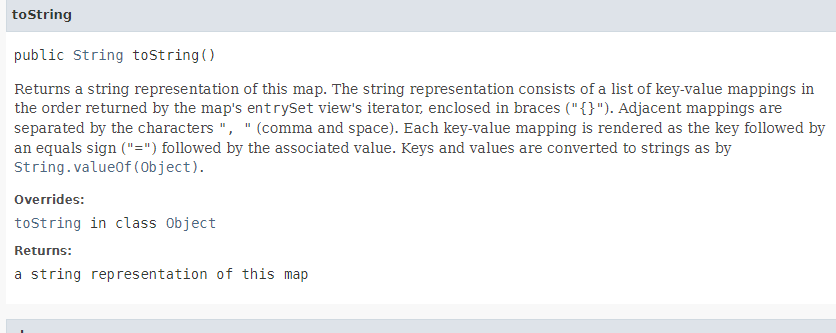 toString
public String toString()
Returns a string representation of this map. The string representation consists of a list of key-value mappings in
the order returned by the map's entrySet view's iterator, enclosed in braces ("{}"). Adjacent mappings are
separated by the characters ", " (comma and space). Each key-value mapping is rendered as the key followed by
an equals sign ("=") followed by the associated value. Keys and values are converted to strings as by
String.valueOf(Object).
Overrides:
toString in class Object
Returns:
a string representation of this map